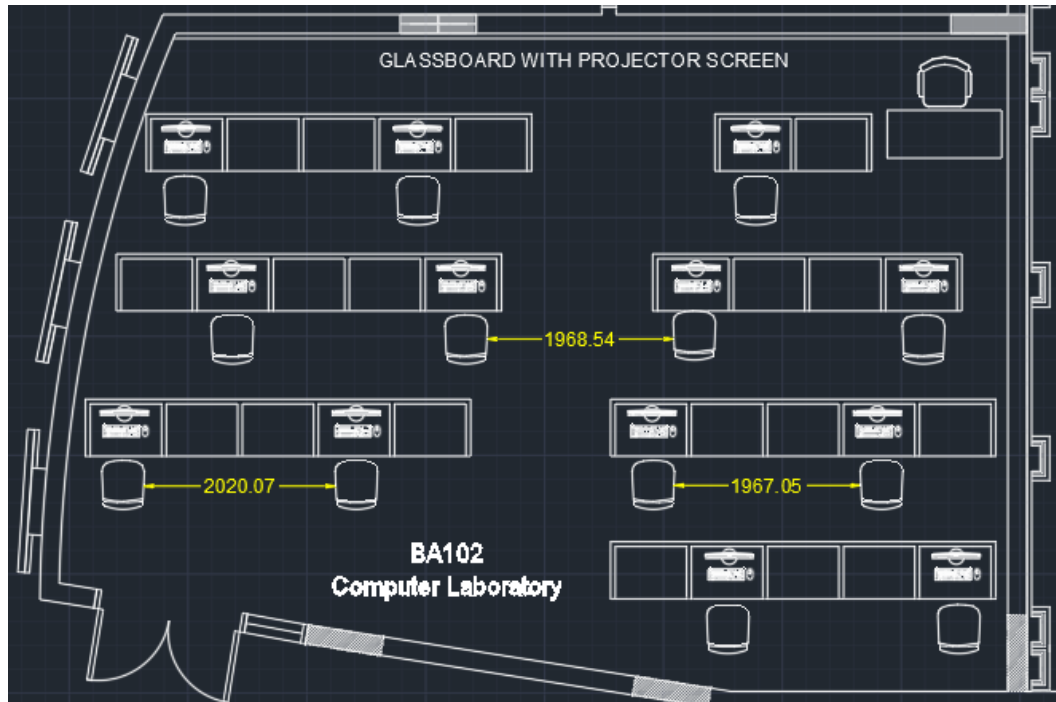 GLASSBOARD WITH PROJECTOR SCREEN
1968.54
2020.07
1967.05
BA102
Computer Laboratory